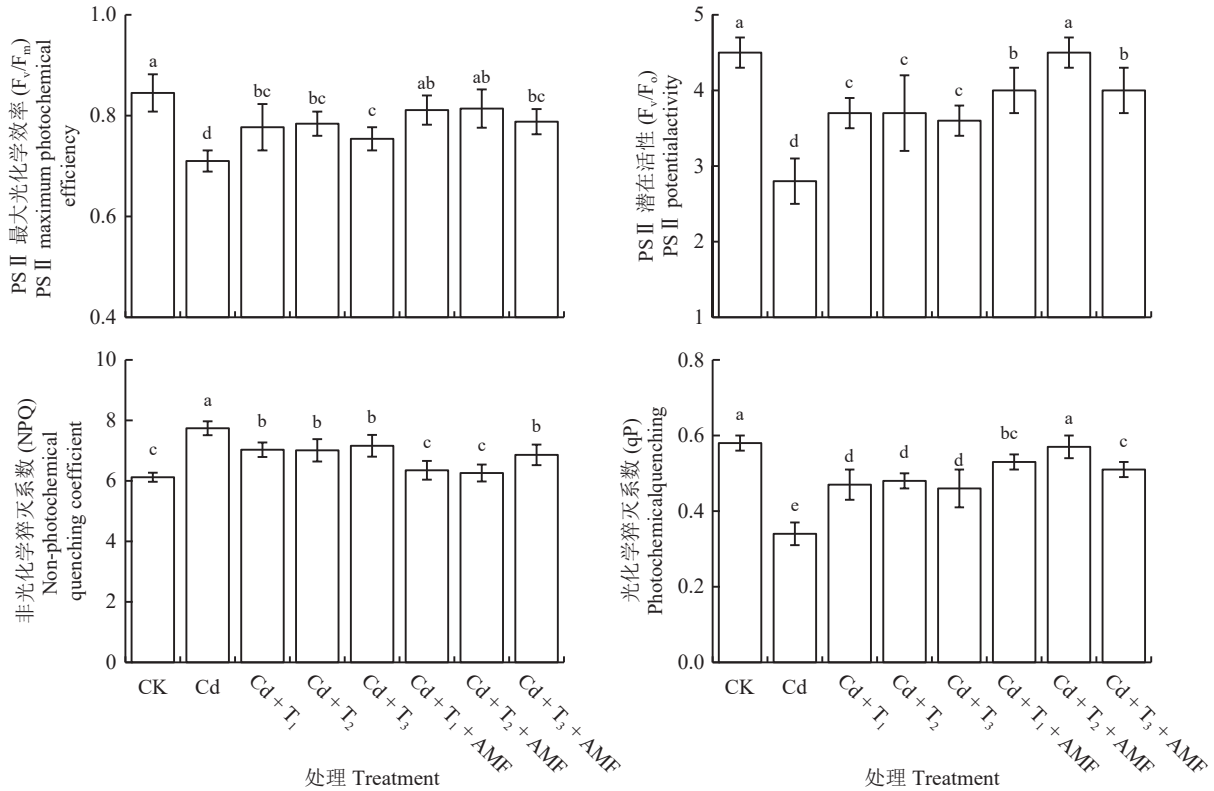 PSⅡ 最大光化学效率 (Fv/Fm)
PSⅡ maximum photochemical
efficiency
1.0
0.8
0.6
0.4
a
d
bc
bc
c
ab
ab
bc
PSⅡ 潜在活性 (Fv/Fo)
PSⅡ potentialactivity
5
4
3
2
1
a
d
c
c
c
b
a
b
非光化学猝灭系数 (NPQ)
Non-photochemical
quenching coefficient
10
8
6
4
2
0
c
a
b
b
b
c
c
b
CK
Cd
Cd + T1
Cd + T2
Cd + T3
Cd + T1 + AMF
Cd + T2 + AMF
Cd + T3 + AMF
处理 Treatment
光化学猝灭系数 (qP)
Photochemicalquenching
0.8
0.6
0.4
0.2
0.0
a
e
d
d
d
bc
a
c
CK
Cd
Cd + T1
Cd + T2
Cd + T3
Cd + T1 + AMF
Cd + T2 + AMF
Cd + T3 + AMF
处理 Treatment